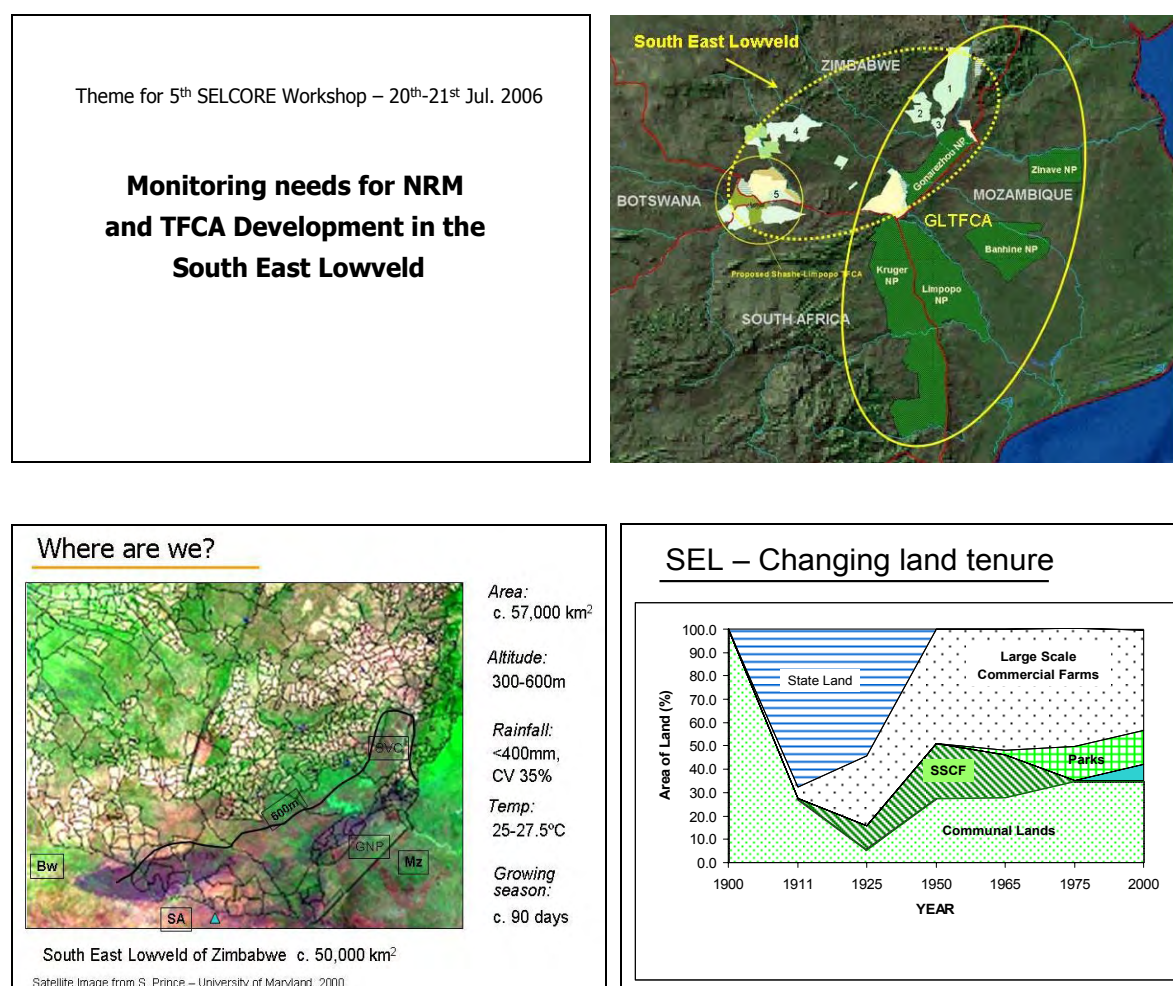 Theme for 5th SELCORE Workshop – 20th-21st Jul. 2006
Monitoring needs for NRM
and TFCA Development in the
South East Lowveld
South East Lowveld
ZIMBABWE
1
2
3
4
5
Gonarezhou NP
Zinave NP
BOTSWANA
MOZAMBIQUE
GLTFCA
Banhine NP
Proposed Shashe-Limpopo TFCA
Kruger
NP
Limpopo
NP
SOUTH AFRICA
Where are we?
Area:
c. 57,000 km2
Altitude:
300-600m
Rainfall:
<400mm,
CV 35%
Temp:
25-27.5ºC
Growing
season:
c. 90 days
SVC
600m
GNP
Bw
Mz
SA
South East Lowveld of Zimbabwe c. 50,000 km2
Satellite Image from S. Prince – University of Maryland, 2000
SEL – Changing land tenure
Area of Land (%)
100.0
90.0
80.0
70.0
60.0
50.0
40.0
30.0
20.0
10.0
0.0
State Land
Large Scale
Commercial Farms
SSCF
Parks
Communal Lands
1900 1911 1925 1950 1965 1975 2000
YEAR